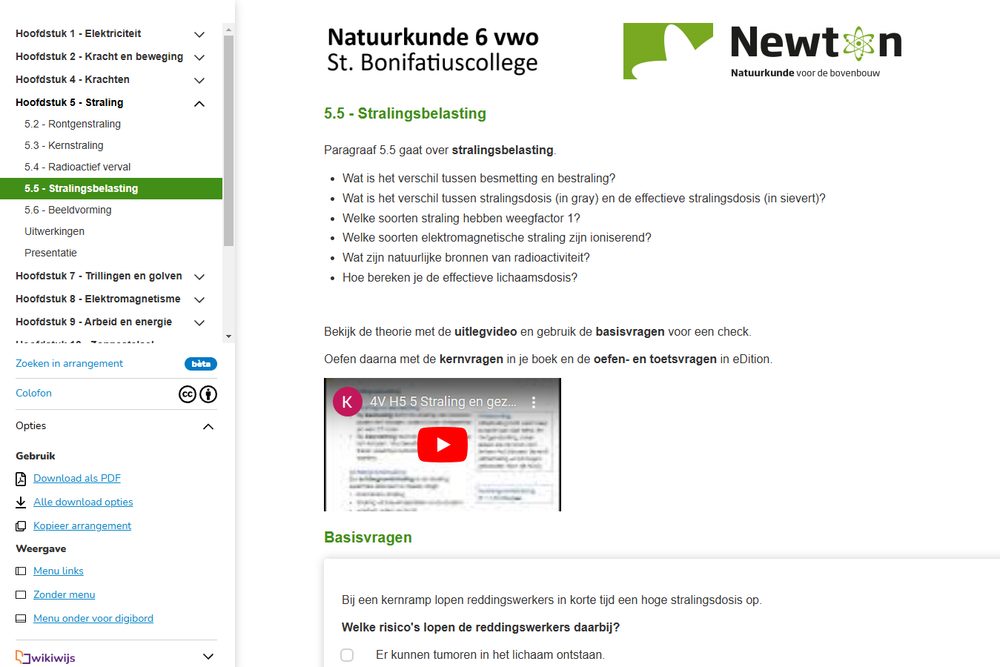 Hoofdstuk 1 - Elektriciteit
Hoofdstuk 2 - Kracht en beweging
Hoofdstuk 4 - Krachten
Hoofdstuk 5 - Straling
5.2 - Rontgenstraling
5.3 - Kernstraling
5.4 - Radioactief verval
5.5 - Stralingsbelasting
5.6 - Beeldvorming
Uitwerkingen
Presentatie
Hoofdstuk 7 - Trillingen en golven
Hoofdstuk 8 - Elektromagnetisme
Hoofdstuk 9 - Arbeid en energie
Zoeken in arrangement bèta
Colofon cc
Opties
Gebruik
Download als PDF
Alle download opties
Kopieer arrangement
Weergave
Menu links
Zonder menu
Menu onder voor digibord
wikiwijs
Natuurkunde 6 vwo
St. Bonifatiuscollege
Newton
Natuurkunde voor de bovenbouw
5.5 - Stralingsbelasting
Paragraaf 5.5 gaat over stralingsbelasting.
• Wat is het verschil tussen besmetting en bestraling?
• Wat is het verschil tussen stralingsdosis (in gray) en de effectieve stralingsdosis (in sievert)?
• Welke soorten straling hebben weegfactor 1?
• Welke soorten elektromagnetische straling zijn ioniserend?
• Wat zijn natuurlijke bronnen van radioactiviteit?
• Hoe bereken je de effectieve lichaamsdosis?
Bekijk de theorie met de uitlegvideo en gebruik de basisvragen voor een check.
Oefen daarna met de kernvragen in je boek en de oefen- en toetsvragen in eDition.
K 4V H5 5 Straling en gez...
Basisvragen
Bij een kernramp lopen reddingswerkers in korte tijd een hoge stralingsdosis op.
Welke risico's lopen de reddingswerkers daarbij?
Er kunnen tumoren in het lichaam ontstaan.